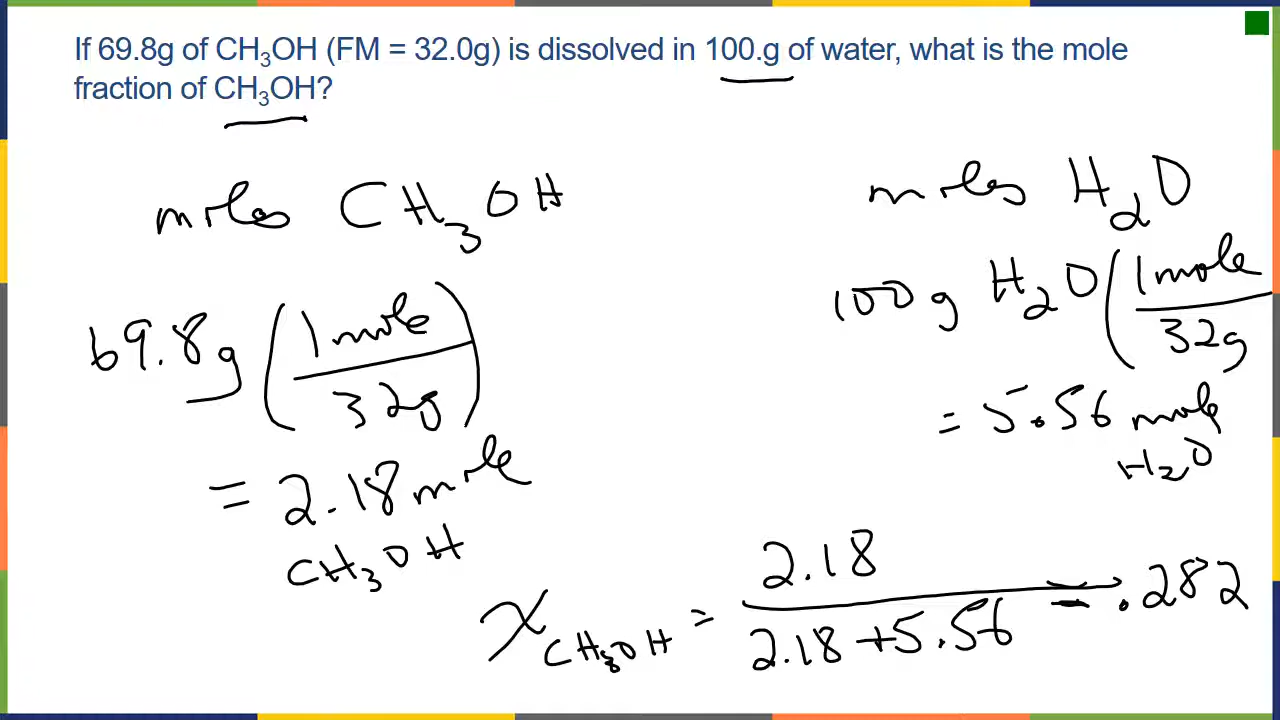 If 69.8g of CH₃OH (FM = 32.0g) is dissolved in 100.g of water, what is the mole
fraction of CH₃OH?
moles CH₃OH
69.8g (1 mole / 32g)
= 2.18 mole
CH₃OH
moles H₂O
100 g H₂O (1 mole / 32g
= 5.56 mole
H₂O
X CH₃OH = 2.18 / 2.18 + 5.56 = .282